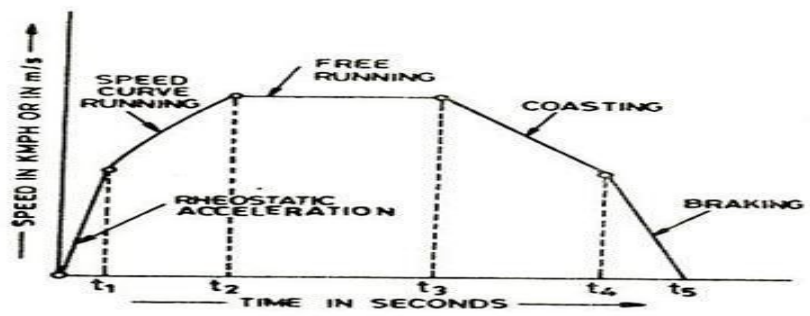 SPEED IN KMPH OR IN m/s
SPEED
CURVE
RUNNING
FREE
RUNNING
COASTING
RHEOSTATIC
ACCELERATION
BRAKING
t1
t2
t3
t4
t5
TIME IN SECONDS